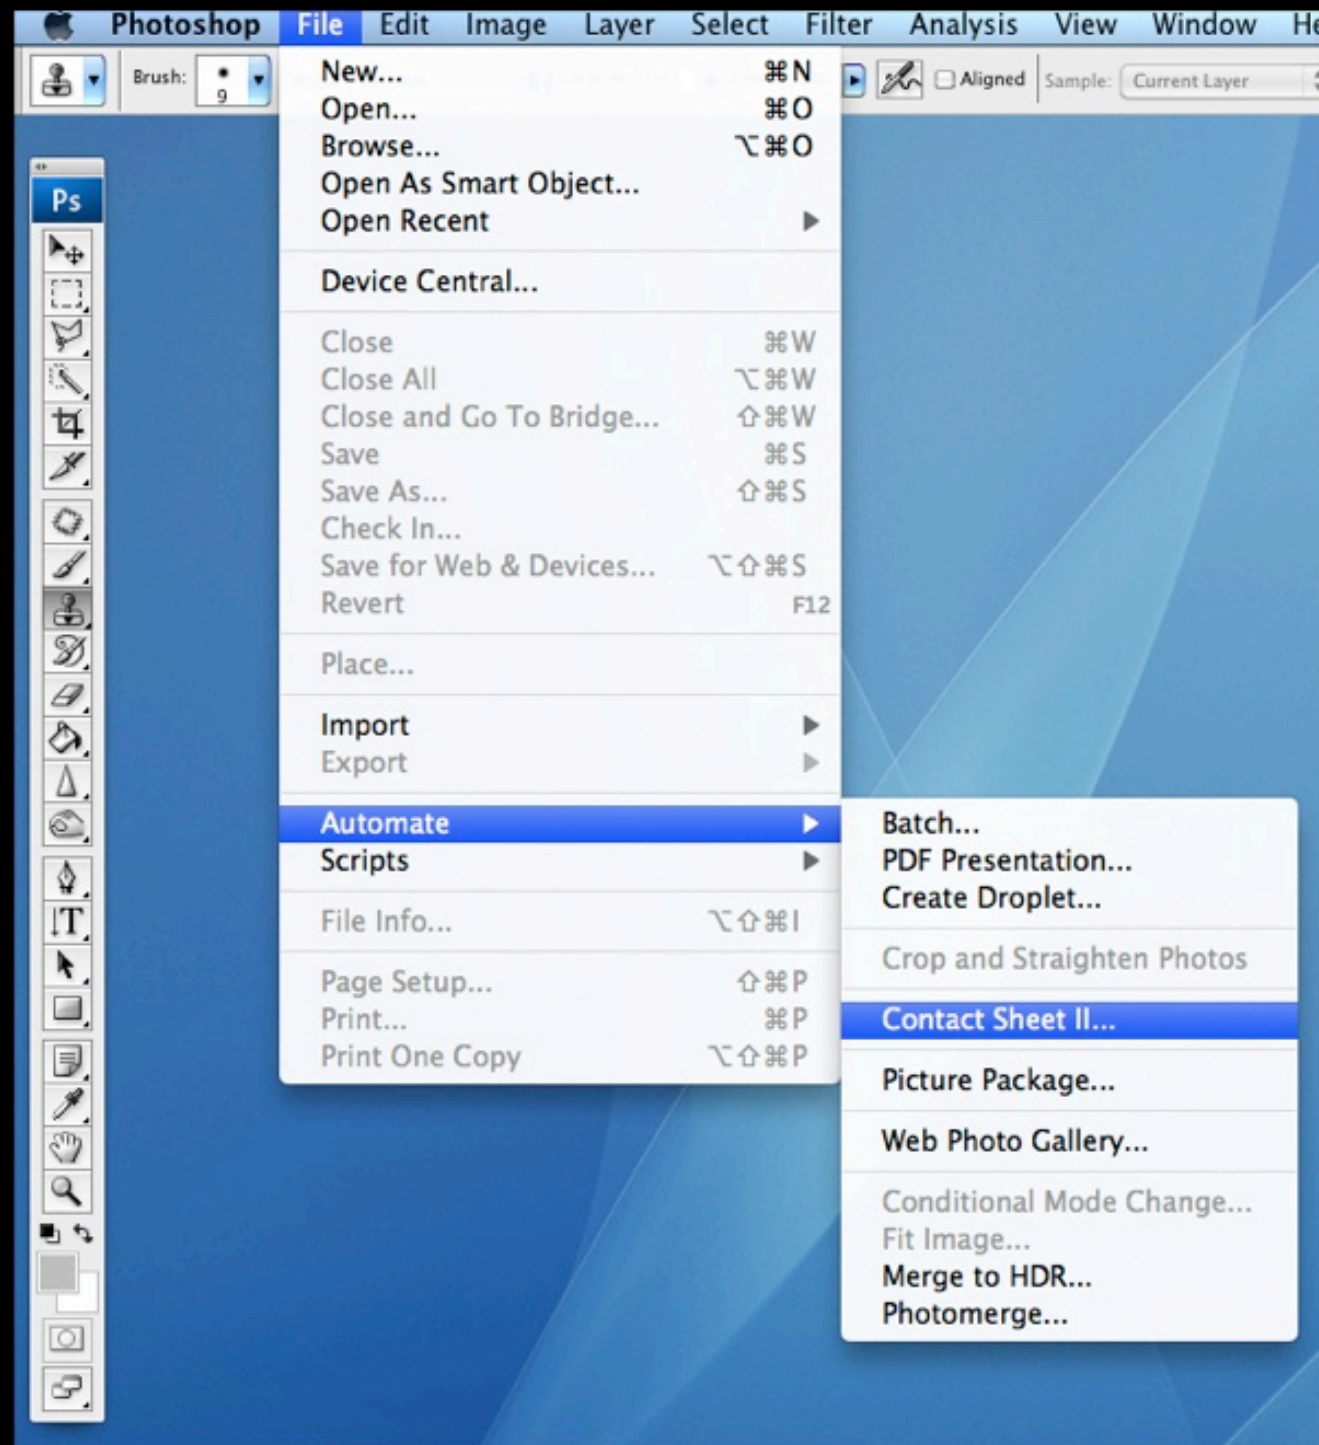 Photoshop File Edit Image Layer Select Filter Analysis View Window He
Brush: 9 Aligned Sample: Current Layer
Ps
New... ⌘N
Open... ⌘O
Browse... ⌥⌘O
Open As Smart Object...
Open Recent
Device Central...
Close ⌘W
Close All ⌥⌘W
Close and Go To Bridge... ⇧⌘W
Save ⌘S
Save As... ⇧⌘S
Check In...
Save for Web & Devices... ⌥⇧⌘S
Revert F12
Place...
Import
Export
Automate
Scripts
File Info... ⌥⇧⌘I
Page Setup... ⇧⌘P
Print... ⌘P
Print One Copy ⌥⇧⌘P
Batch...
PDF Presentation...
Create Droplet...
Crop and Straighten Photos
Contact Sheet II...
Picture Package...
Web Photo Gallery...
Conditional Mode Change...
Fit Image...
Merge to HDR...
Photomerge...